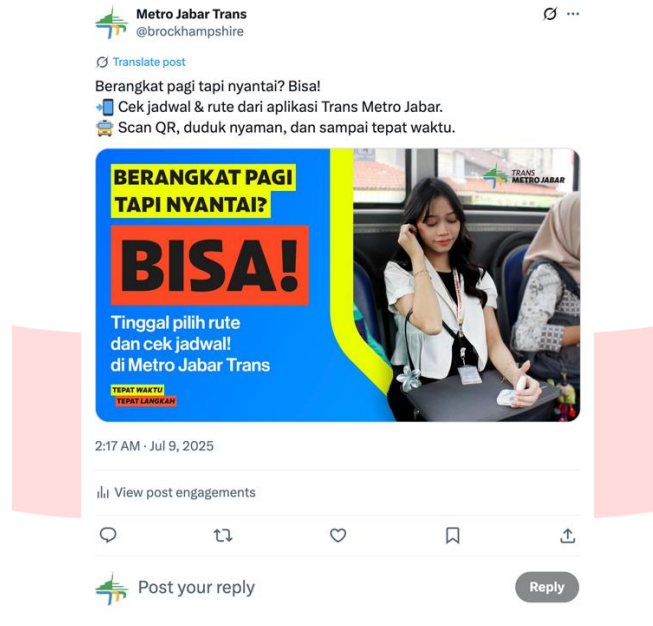 Metro Jabar Trans
@brockhampshire
Translate post
Berangkat pagi tapi nyantai? Bisa!
Cek jadwal & rute dari aplikasi Trans Metro Jabar.
Scan QR, duduk nyaman, dan sampai tepat waktu.
BERANGKAT PAGI
TAPI NYANTAI?
BISA!
Tinggal pilih rute
dan cek jadwal!
di Metro Jabar Trans
TEPAT WAKTU
TEPAT LANGKAH
TRANS
METRO JABAR
2:17 AM · Jul 9, 2025
View post engagements
Post your reply
Reply